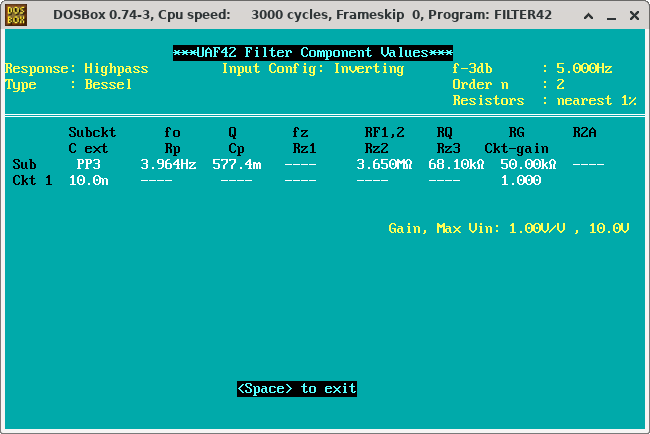 DOS BOX DOSBox 0.74-3, Cpu speed: 3000 cycles, Frameskip 0, Program: FILTER42
***UAF42 Filter Component Values***
Response: Highpass Input Config: Inverting f-3db : 5.000Hz
Type : Bessel Order n : 2
Resistors : nearest 1%
Subckt fo Q fz RF1,2 RQ RG R2A
C ext Rp Cp Rz1 Rz2 Rz3 Ckt-gain
Sub PP3 3.964Hz 577.4m ---- 3.650MΩ 68.10kΩ 50.00kΩ ----
Ckt 1 10.0n ---- ---- ---- ---- ---- 1.000
Gain, Max Vin: 1.00V/V , 10.0V
<Space> to exit